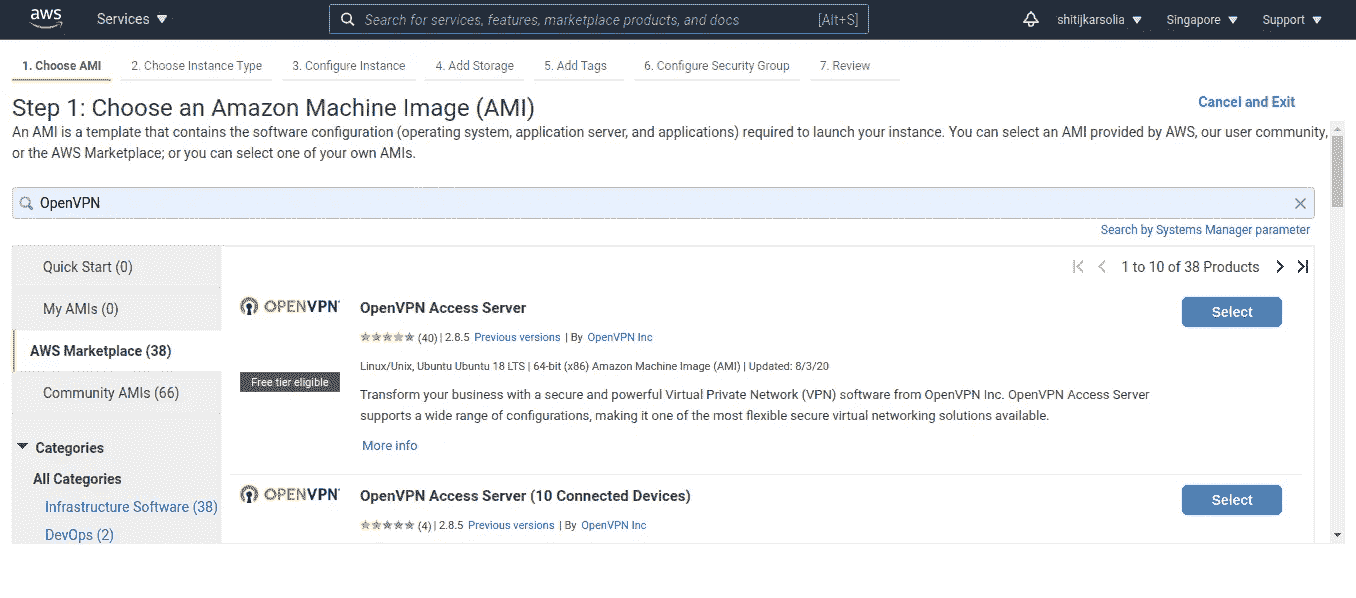 aws
Services
Search for services, features, marketplace products, and docs [Alt+S]
shitijkarsolia
Singapore
Support
1. Choose AMI
2. Choose Instance Type
3. Configure Instance
4. Add Storage
5. Add Tags
6. Configure Security Group
7. Review
Step 1: Choose an Amazon Machine Image (AMI)
Cancel and Exit
An AMI is a template that contains the software configuration (operating system, application server, and applications) required to launch your instance. You can select an AMI provided by AWS, our user community,
or the AWS Marketplace; or you can select one of your own AMIs.
OpenVPN
Search by Systems Manager parameter
Quick Start (0)
My AMIs (0)
AWS Marketplace (38)
Community AMIs (66)
Categories
All Categories
Infrastructure Software (38)
DevOps (2)
1 to 10 of 38 Products
OPENVPN
Free tier eligible
OpenVPN Access Server
(40) | 2.8.5 Previous versions | By OpenVPN Inc
Linux/Unix, Ubuntu Ubuntu 18 LTS | 64-bit (x86) Amazon Machine Image (AMI) | Updated: 8/3/20
Transform your business with a secure and powerful Virtual Private Network (VPN) software from OpenVPN Inc. OpenVPN Access Server
supports a wide range of configurations, making it one of the most flexible secure virtual networking solutions available.
More info
Select
OPENVPN
OpenVPN Access Server (10 Connected Devices)
(4) | 2.8.5 Previous versions | By OpenVPN Inc
Select